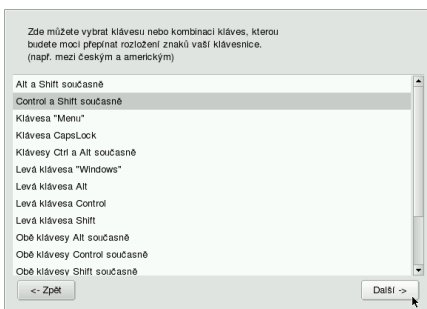 Zde můžete vybrat klávesu nebo kombinaci kláves, kterou
budete moci přepínat rozložení znaků vaší klávesnice.
(např. mezi českým a americkým)
Alt a Shift současně
Control a Shift současně
Klávesa "Menu"
Klávesa CapsLock
Klávesy Ctrl a Alt současně
Levá klávesa "Windows"
Levá klávesa Alt
Levá klávesa Control
Levá klávesa Shift
Obě klávesy Alt současně
Obě klávesy Control současně
Obě klávesy Shift současně
<- Zpět
Další ->